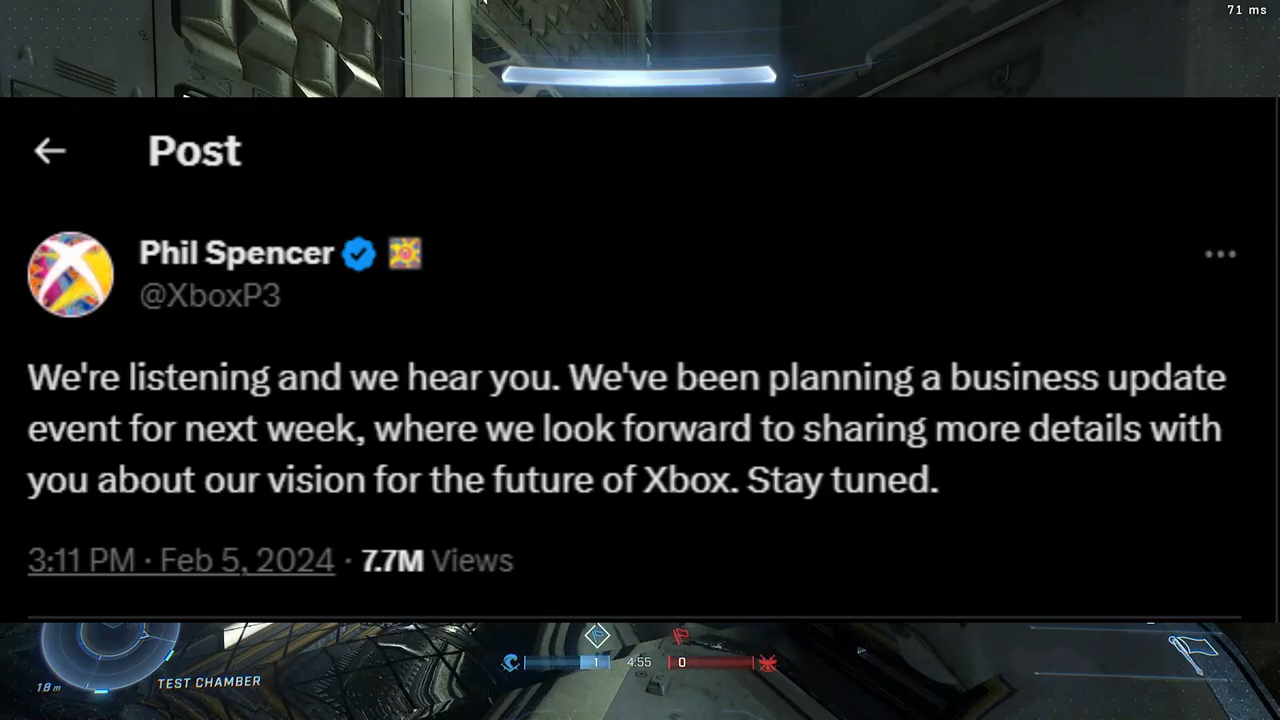 71 ms
Post
Phil Spencer
@XboxP3
We're listening and we hear you. We've been planning a business update
event for next week, where we look forward to sharing more details with
you about our vision for the future of Xbox. Stay tuned.
3:11 PM · Feb 5, 2024 · 7.7M Views
1 4:55 0
18m TEST CHAMBER